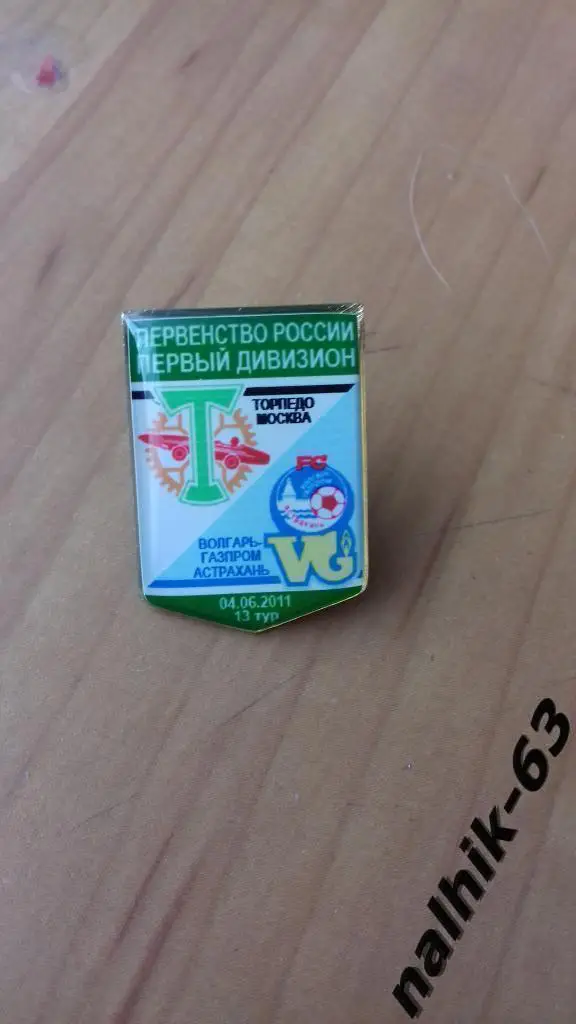 ПЕРВЕНСТВО РОССИИ
ПЕРВЫЙ ДИВИЗИОН
Т
ТОРПЕДО
МОСКВА
FC
ВОЛГАРЬ-
ГАЗПРОМ
АСТРАХАНЬ
VG
04.06.2011
13 тур
nalhik-63